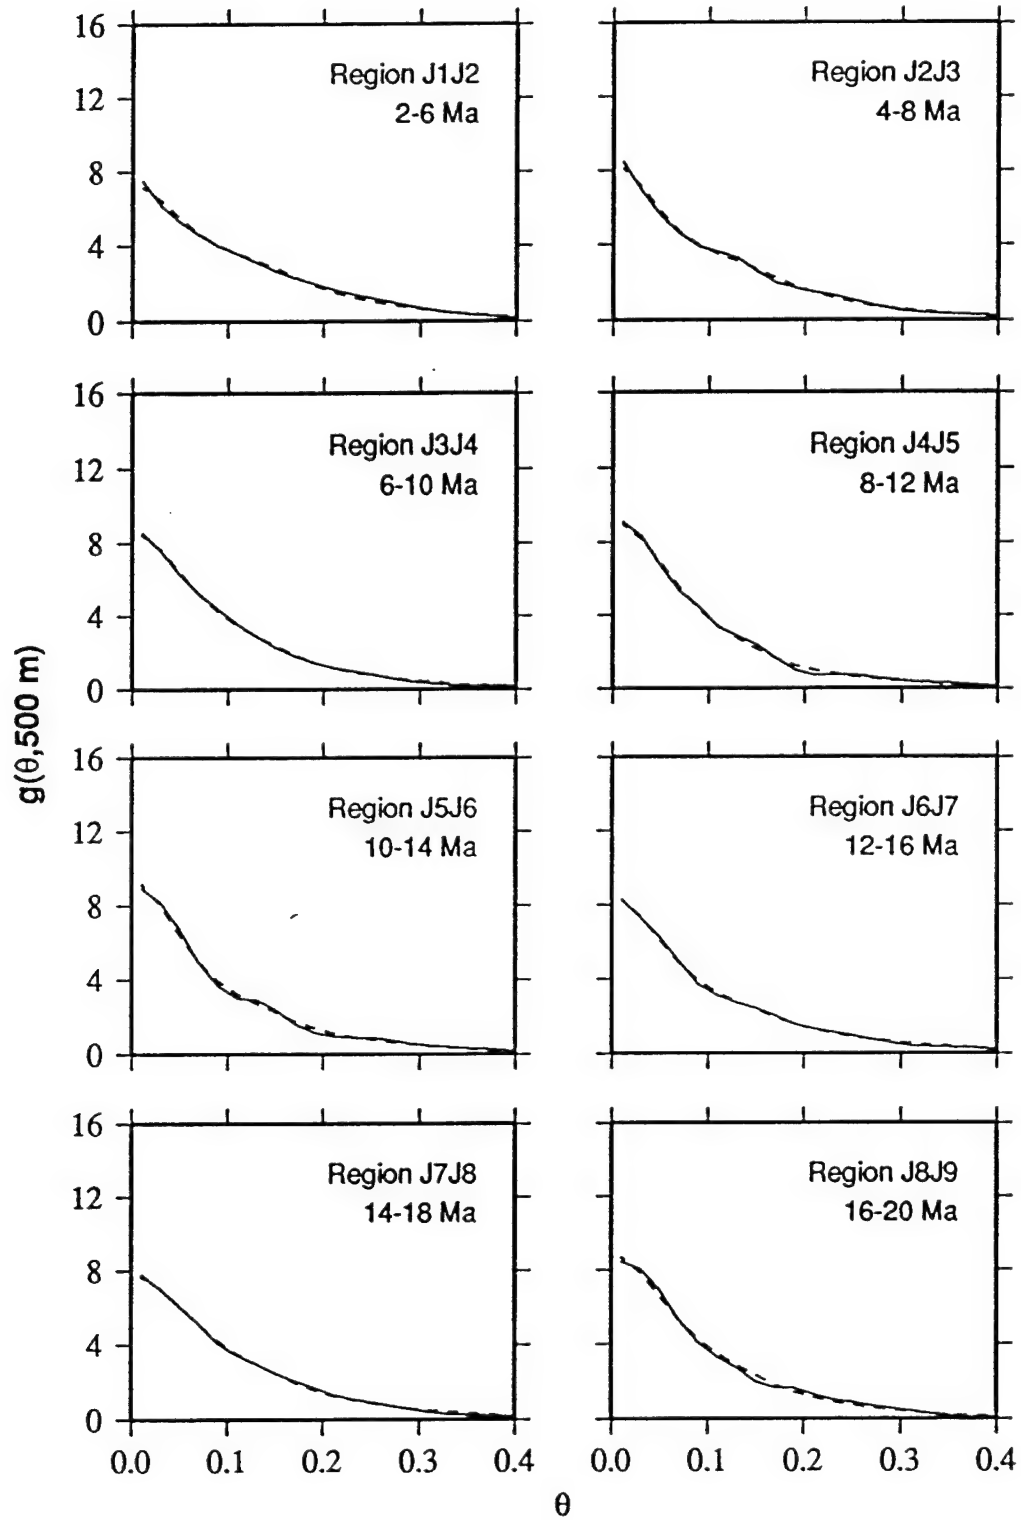 16
12
8
4
0
Region J1J2
2-6 Ma
Region J2J3
4-8 Ma
16
12
8
4
0
Region J3J4
6-10 Ma
Region J4J5
8-12 Ma
g(θ,500 m)
16
12
8
4
0
Region J5J6
10-14 Ma
Region J6J7
12-16 Ma
16
12
8
4
0
Region J7J8
14-18 Ma
Region J8J9
16-20 Ma
0.0 0.1 0.2 0.3 0.4
0.0 0.1 0.2 0.3 0.4
θ